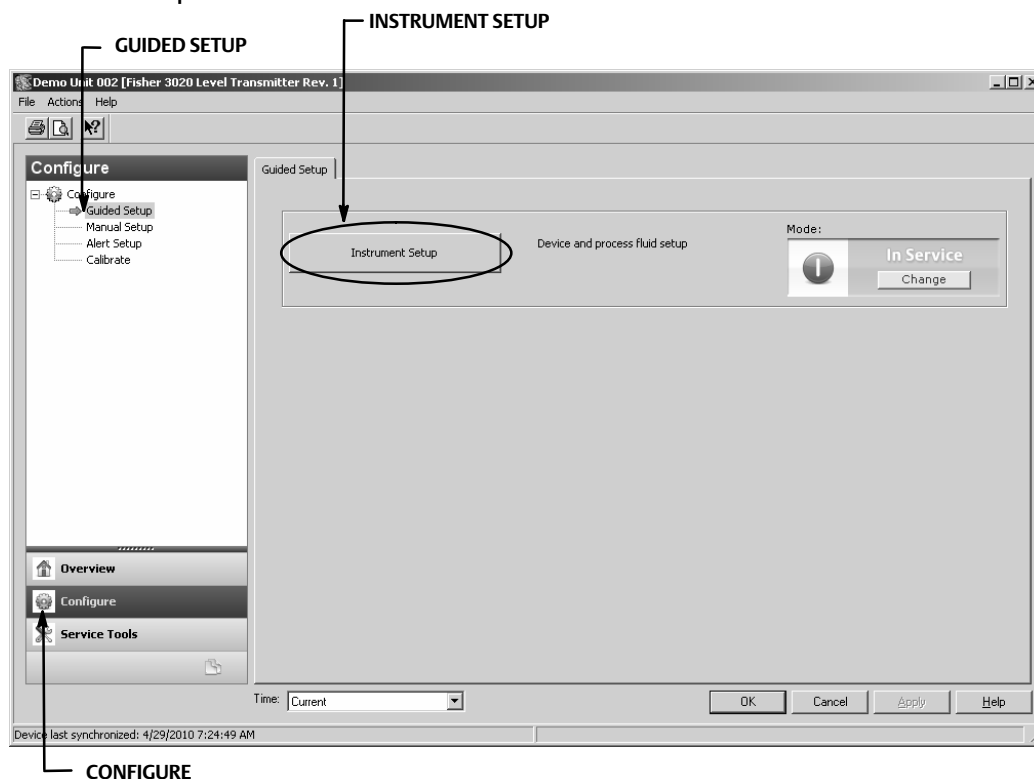 INSTRUMENT SETUP
GUIDED SETUP
Demo Unit 002 [Fisher 3020 Level Transmitter Rev. 1]
File Actions Help
Configure
Guided Setup
Configure
Guided Setup
Manual Setup
Alert Setup
Calibrate
Instrument Setup
Device and process fluid setup
Mode:
In Service
Change
Overview
Configure
Service Tools
Time: Current
OK Cancel Apply Help
Device last synchronized: 4/29/2010 7:24:49 AM
CONFIGURE